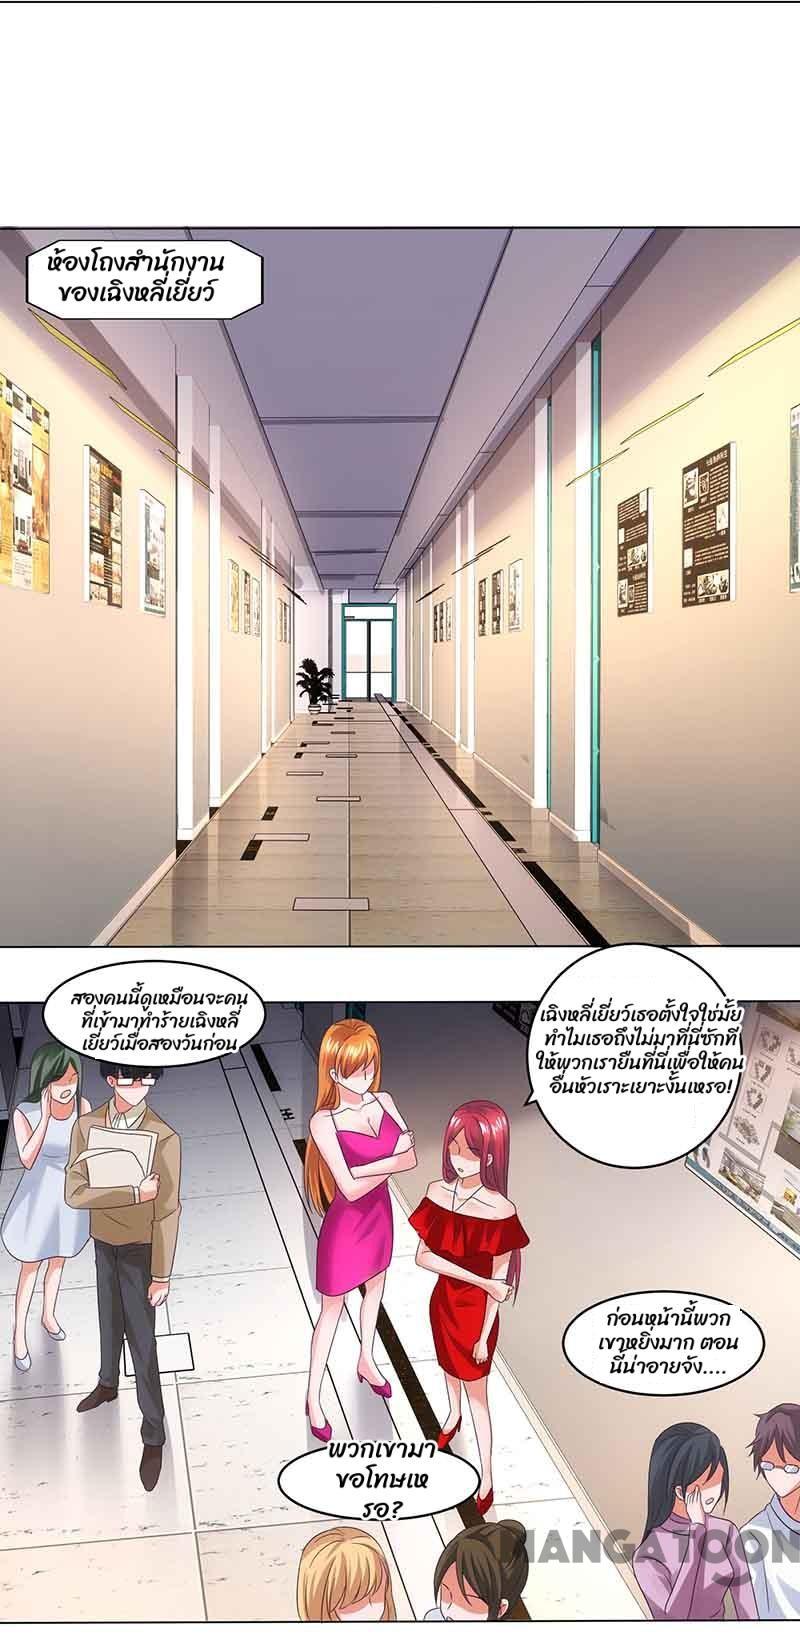 ห้องโถงสำนักงาน
ของเฉิงหลี่เยี่ยว์
สองคนนี้ดูเหมือนจะคน
ที่เข้ามาทำร้ายเฉิงหลี่
เยี่ยว์เมื่อสองวันก่อน
เฉิงหลี่เยี่ยว์เธอตั้งใจใช่มั้ย
ทำไมเธอถึงไม่มาที่นี่ซักที
ให้พวกเรายืนที่นี่เพื่อให้คน
อื่นหัวเราะเยาะงั้นเหรอ!
ก่อนหน้านี้พวก
เขาหยิ่งมาก ตอน
นี้น่าอายจัง....
พวกเขามา
ขอโทษเห
รอ?
MANGATOON